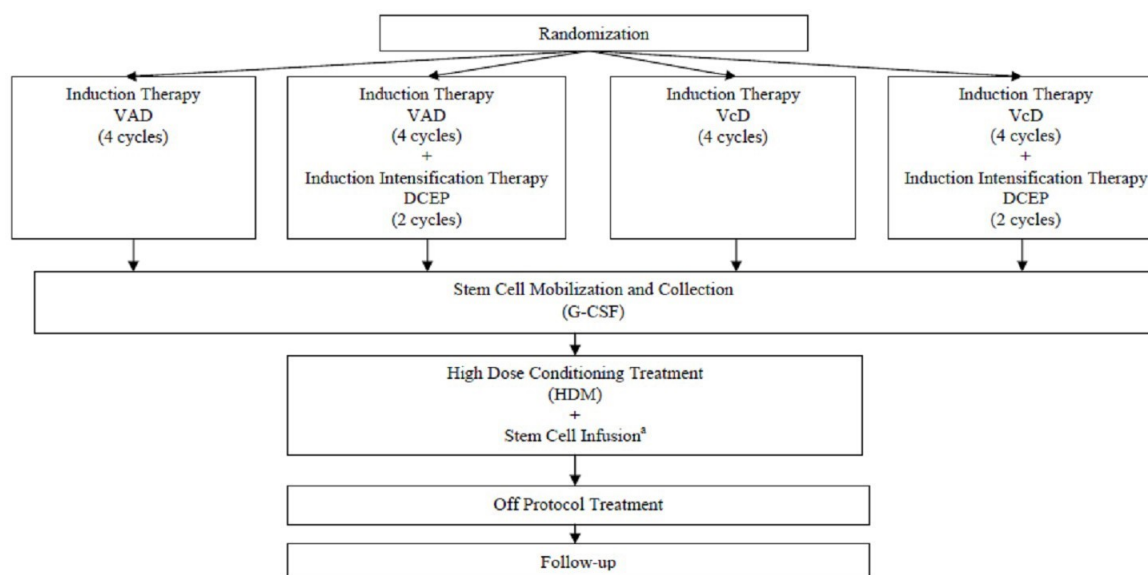 Randomization
Induction Therapy
VAD
(4 cycles)
Induction Therapy
VAD
(4 cycles)
+
Induction Intensification Therapy
DCEP
(2 cycles)
Induction Therapy
VcD
(4 cycles)
Induction Therapy
VcD
(4 cycles)
+
Induction Intensification Therapy
DCEP
(2 cycles)
Stem Cell Mobilization and Collection
(G-CSF)
High Dose Conditioning Treatment
(HDM)
+
Stem Cell Infusionª
Off Protocol Treatment
Follow-up